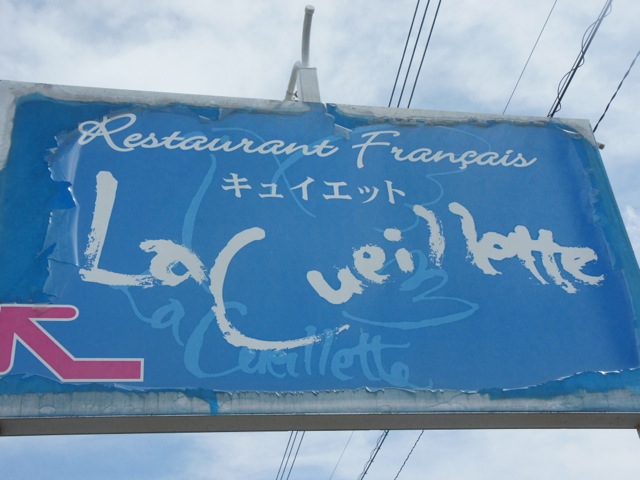 Restaurant Français
キュイエット
La Cueillette
La Cueillette